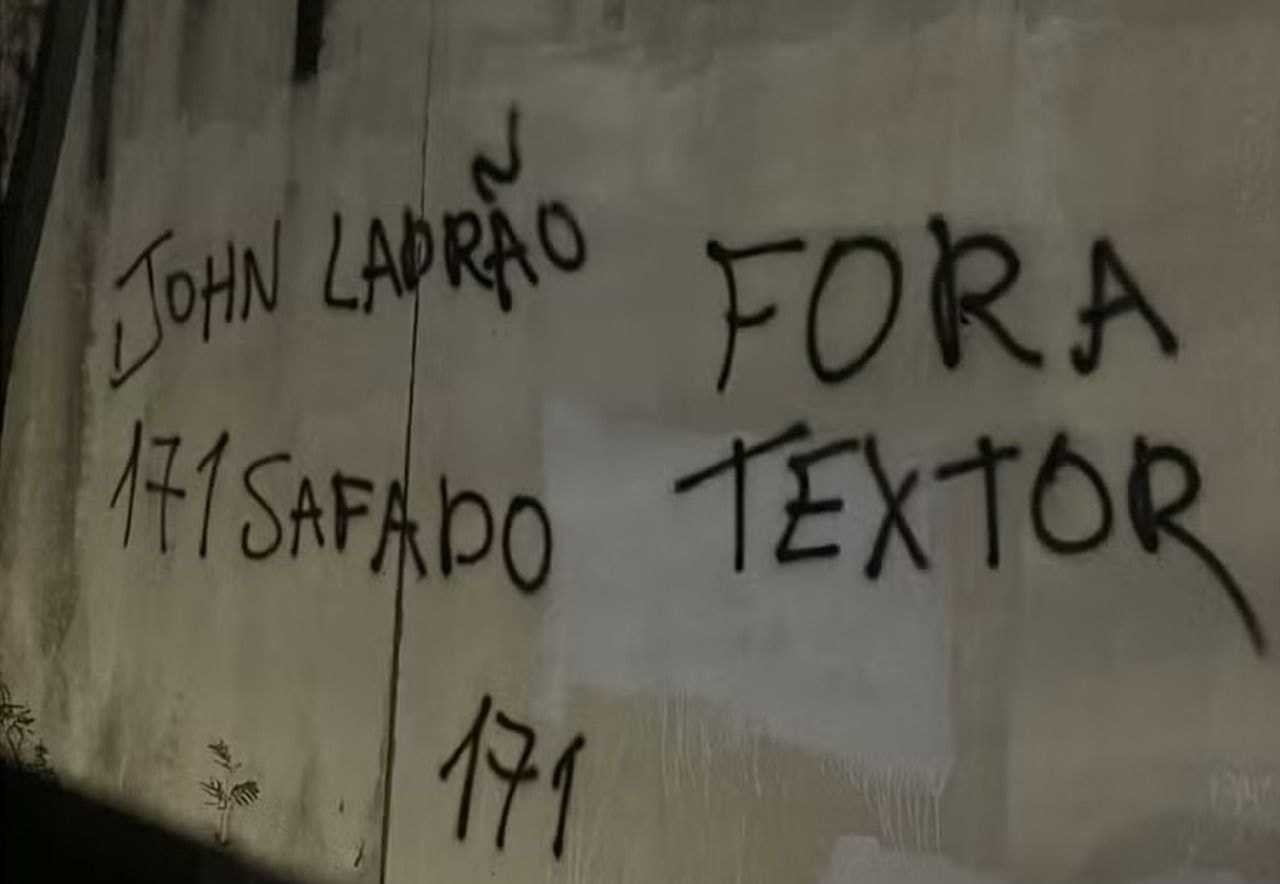 JOHN LADRÃO
171 SAFADO
171
FORA
TEXTOR